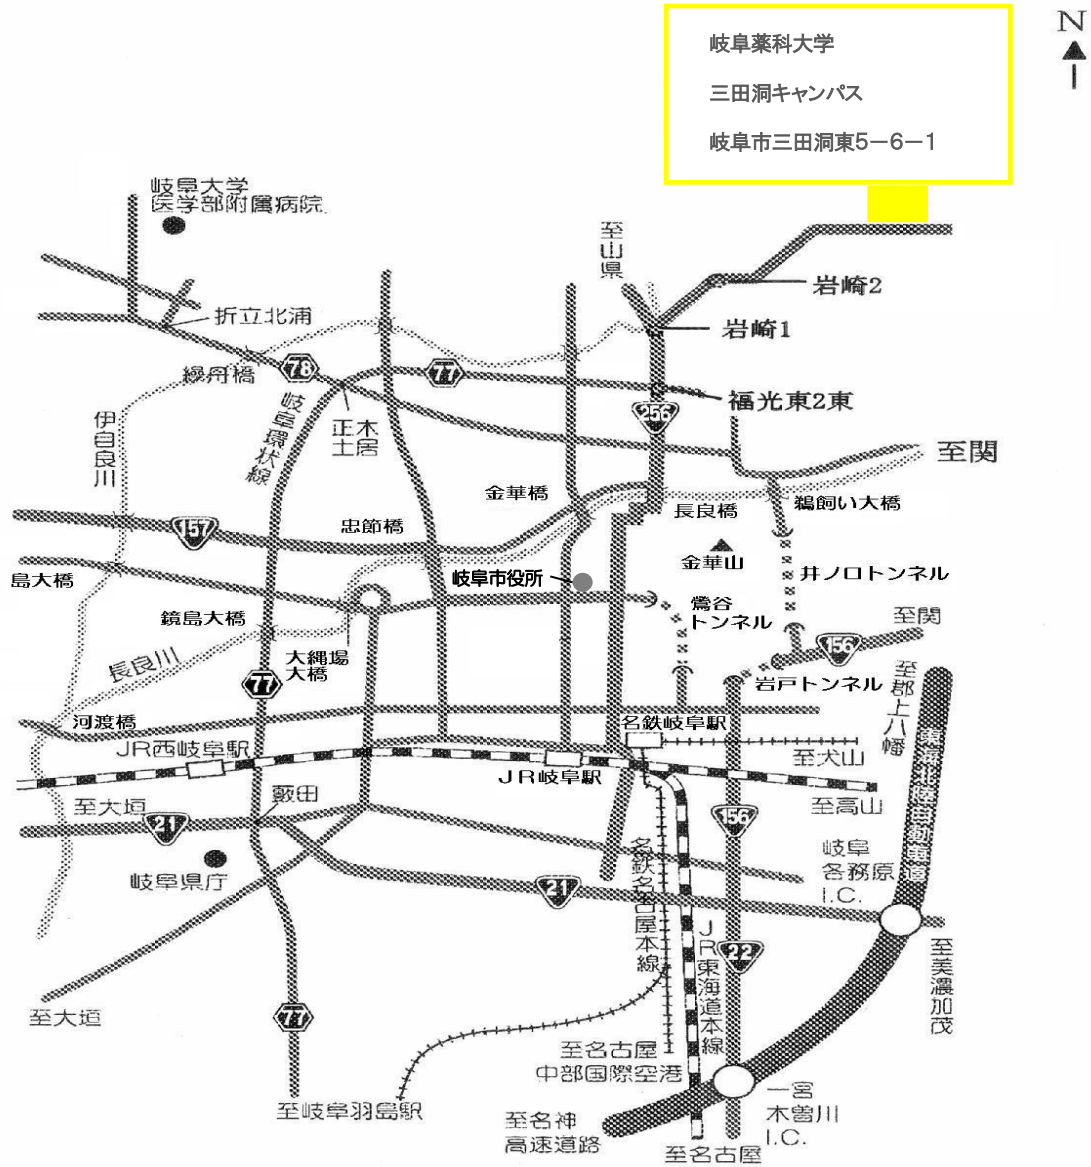 N
岐阜薬科大学
三田洞キャンパス
岐阜市三田洞東5－6－1
岐阜大学
医学部附属病院
至山県
岩崎2
折立北浦
岩崎1
繰舟橋
78
77
岐阜環状線
福光東2東
256
伊自良川
正木
土居
至関
金華橋
長良橋
鵜飼い大橋
157
忠節橋
金華山
島大橋
岐阜市役所
井ノロトンネル
鏡島大橋
鶯谷
トンネル
至関
156
長良川
大縄場
大橋
岩戸トンネル
77
至郡上八幡
河渡橋
名鉄岐阜駅
JR西岐阜駅
JR岐阜駅
至犬山
東海北陸自動車道
至大垣
藪田
至高山
21
156
岐阜県庁
名鉄名古屋本線
岐阜
各務原
I.C.
21
JR東海道本線
22
至美濃加茂
至大垣
77
至名古屋
中部国際空港
至岐阜羽島駅
至名神
高速道路
一宮
木曽川
I.C.
至名古屋